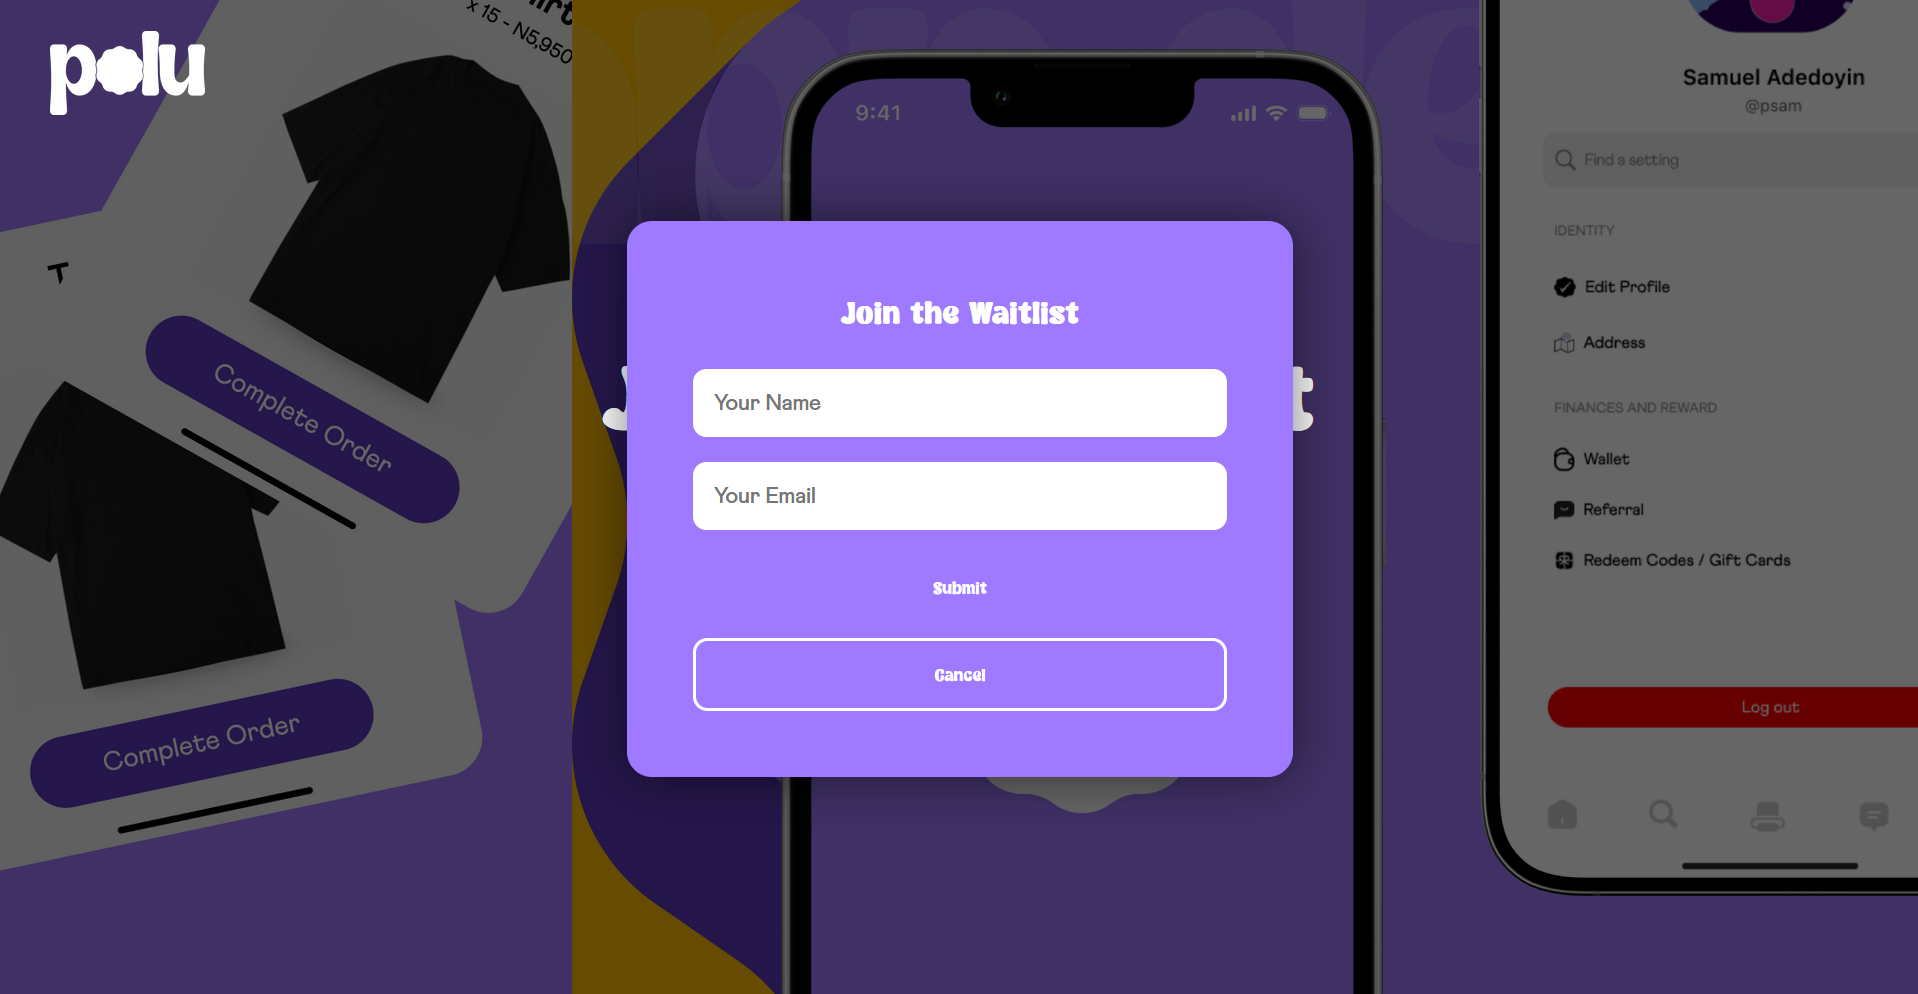 polu
x 15 - N5,950
Complete Order
Complete Order
9:41
Join the Waitlist
Your Name
Your Email
Submit
Cancel
Samuel Adedoyin
@psam
Find a setting
IDENTITY
Edit Profile
Address
FINANCES AND REWARD
Wallet
Referral
Redeem Codes / Gift Cards
Log out